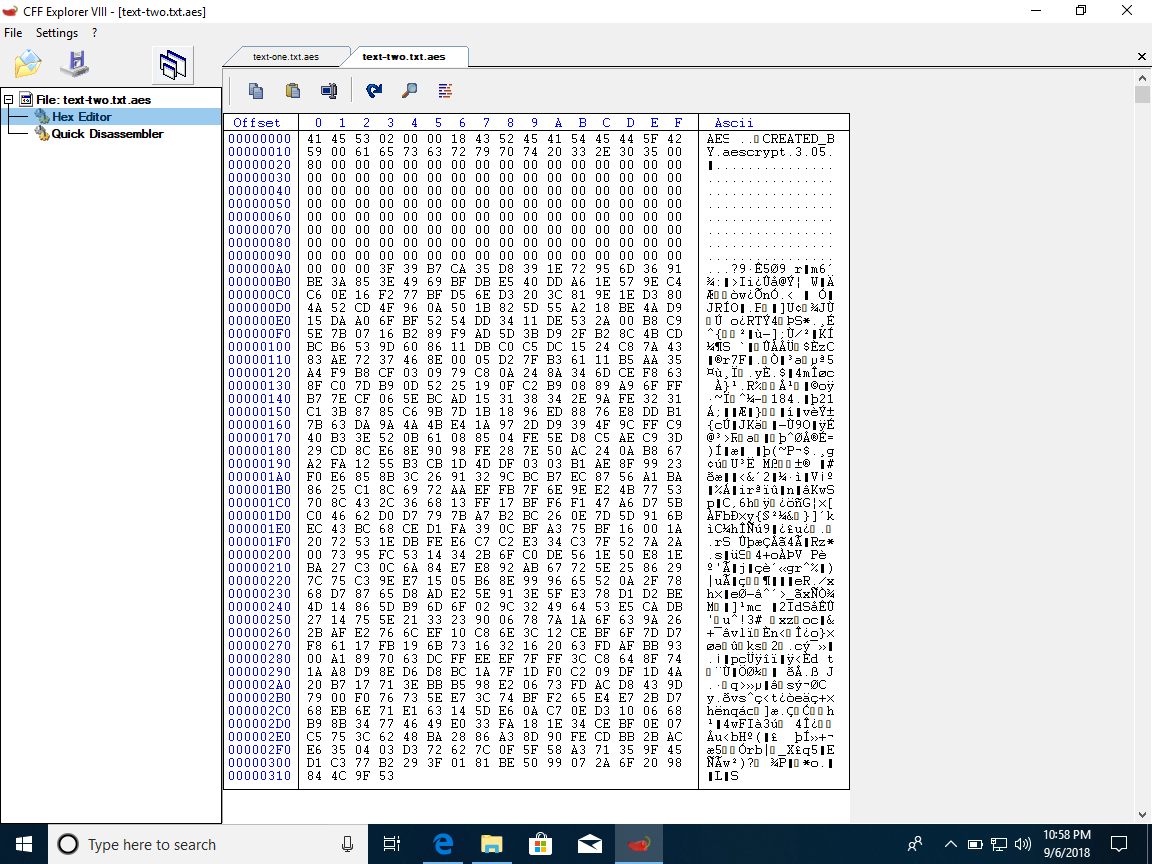 CFF Explorer VIII - [text-two.txt.aes]
File Settings ?
text-one.txt.aes text-two.txt.aes
File: text-two.txt.aes
Hex Editor
Quick Disassembler
Offset 0 1 2 3 4 5 6 7 8 9 A B C D E F Ascii
00000000 41 45 53 02 00 00 18 43 52 45 41 54 45 44 5F 42
00000010 59 00 61 65 73 63 72 79 70 74 20 33 2E 30 35 00 Y.aescrypt.3.05.
00000020 80 00 00 00 00 00 00 00 00 00 00 00 00 00 00 00
00000030 00 00 00 00 00 00 00 00 00 00 00 00 00 00 00 00 ................
00000040 00 00 00 00 00 00 00 00 00 00 00 00 00 00 00 00 ................
00000050 00 00 00 00 00 00 00 00 00 00 00 00 00 00 00 00 ................
00000060 00 00 00 00 00 00 00 00 00 00 00 00 00 00 00 00 ................
00000070 00 00 00 00 00 00 00 00 00 00 00 00 00 00 00 00 ................
00000080 00 00 00 00 00 00 00 00 00 00 00 00 00 00 00 00 ................
00000090 00 00 00 00 00 00 00 00 00 00 00 00 00 00 00 00 ................
000000A0 00 00 00 3F 39 B7 CA 35 D8 39 1E 72 95 6D 36 91
000000B0 BE 3A 85 3E 49 69 BF DB E5 40 DD A6 1E 57 9E C4
000000C0 C6 0E 16 F2 77 BF D5 6E D3 20 3C 81 9E 1E D3 80
000000D0 4A 52 CD 4F 96 0A 50 1B 82 5D 55 A2 18 BE 4A D9
000000E0 15 DA A0 6F BF 52 54 DD 34 11 DE 53 2A 00 B8 C9
000000F0 5E 7B 07 16 B2 89 F9 AD 5D 3B D9 2F B2 8C 4B CD
00000100 BC B6 53 9D 60 86 11 DB C0 C5 DC 15 24 C8 7A 43
00000110 83 AE 72 37 46 8E 00 05 D2 7F B3 61 11 B5 AA 35
00000120 A4 F9 B8 CF 03 09 79 C8 0A 24 8A 34 6D CE F8 63
00000130 8F C0 7D B9 0D 52 25 19 0F C2 B9 08 89 A9 6F FF
00000140 B7 7E CF 06 5E BC AD 15 31 38 34 2E 9A FE 32 31
00000150 C1 3B 87 85 C6 9B 7D 1B 18 96 ED 88 76 E8 DD B1
00000160 7B 63 DA 9A 4A 4B E4 1A 97 2D D9 39 4F 9C FF C9
00000170 40 B3 3E 52 0B 61 08 85 04 FE 5E D8 C5 AE C9 3D
00000180 29 CD 8C E6 8E 90 98 FE 28 7E 50 AC 24 0A B8 67
00000190 A2 FA 12 55 B3 CB 1D 4D DF 03 03 B1 AE 8F 99 23
000001A0 F0 E6 85 8B 3C 26 91 32 9C BC B7 EC 87 56 A1 BA
000001B0 86 25 C1 8C 69 72 AA EF FB 7F 6E 9E E2 4B 77 53
000001C0 70 8C 43 2C 36 68 13 FF 17 BF F6 F1 47 A6 D7 5B
000001D0 C0 46 62 D0 D7 79 7B A7 B2 BC 26 0E 7D 5D 91 6B
000001E0 EC 43 BC 68 CE D1 FA 39 0C BF A3 75 BF 16 00 1A
000001F0 20 72 53 1E DB FE E6 C7 C2 E3 34 C3 7F 52 7A 2A
00000200 00 73 95 FC 53 14 34 2B 6F C0 DE 56 1E 50 E8 1E
00000210 BA 27 C3 0C 6A 84 E7 E8 92 AB 67 72 5E 25 86 29
00000220 7C 75 C3 9E E7 15 05 B6 8E 99 96 65 52 0A 2F 78
00000230 68 D7 87 65 D8 AD E2 5E 91 3E 5F E3 78 D1 D2 BE
00000240 4D 14 86 5D B9 6D 6F 02 9C 32 49 64 53 E5 CA DB
00000250 27 14 75 5E 21 33 23 90 06 78 7A 1A 6F 63 9A 26
00000260 2B AF E2 76 6C EF 10 C8 6E 3C 12 CE BF 6F 7D D7
00000270 F8 61 17 FB 19 6B 73 16 32 16 20 63 FD AF BB 93
00000280 00 A1 89 70 63 DC FF EE EF 7F FF 3C C8 64 8F 74
00000290 1A A8 D9 8E D6 D8 BC 1A 7F 1D F0 C2 09 DF 1D 4A
000002A0 20 B7 17 71 3E BB B5 98 E2 06 73 FD AC D8 43 9D
000002B0 79 00 F0 76 73 5E E7 3C 74 BF F2 65 E4 E7 2B D7
000002C0 68 EB 6E 71 E1 63 14 5D E6 0A C7 0E D3 10 06 68
000002D0 B9 8B 34 77 46 49 E0 33 FA 18 1E 34 CE BF 0E 07
000002E0 C5 75 3C 62 48 BA 28 86 A3 8D 90 FE CD BB 2B AC
000002F0 E6 35 04 03 D3 72 62 7C 0F 5F 58 A3 71 35 9F 45
00000300 D1 C3 77 B2 29 3F 01 81 BE 50 99 07 2A 6F 20 98
00000310 84 4C 9F 53
Type here to search
10:58 PM
9/6/2018